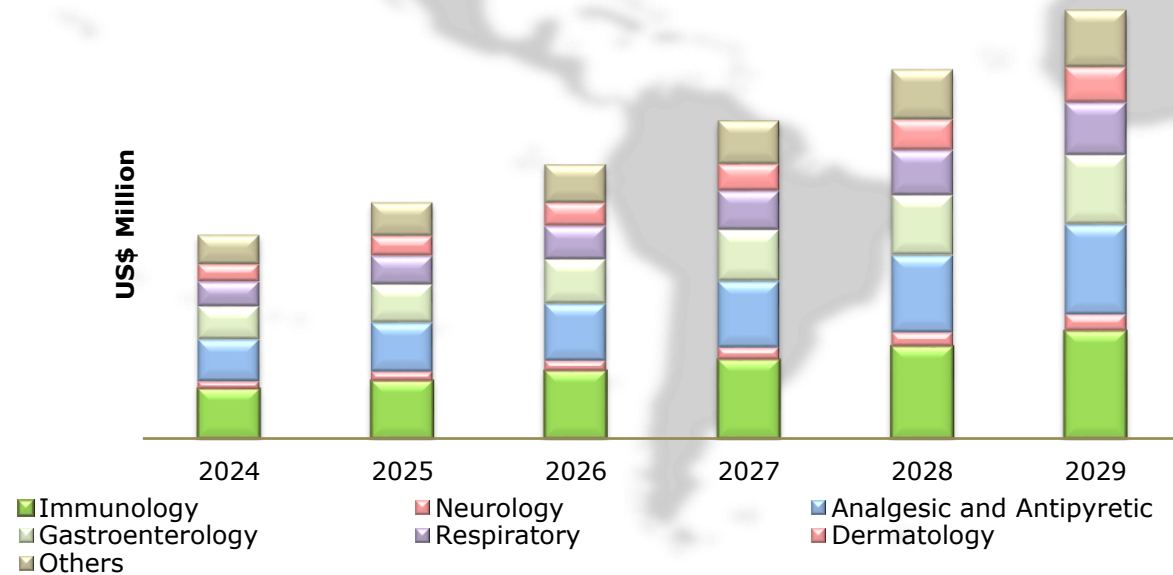 US$ Million
2024 2025 2026 2027 2028 2029
Immunology Neurology Analgesic and Antipyretic
Gastroenterology Respiratory Dermatology
Others